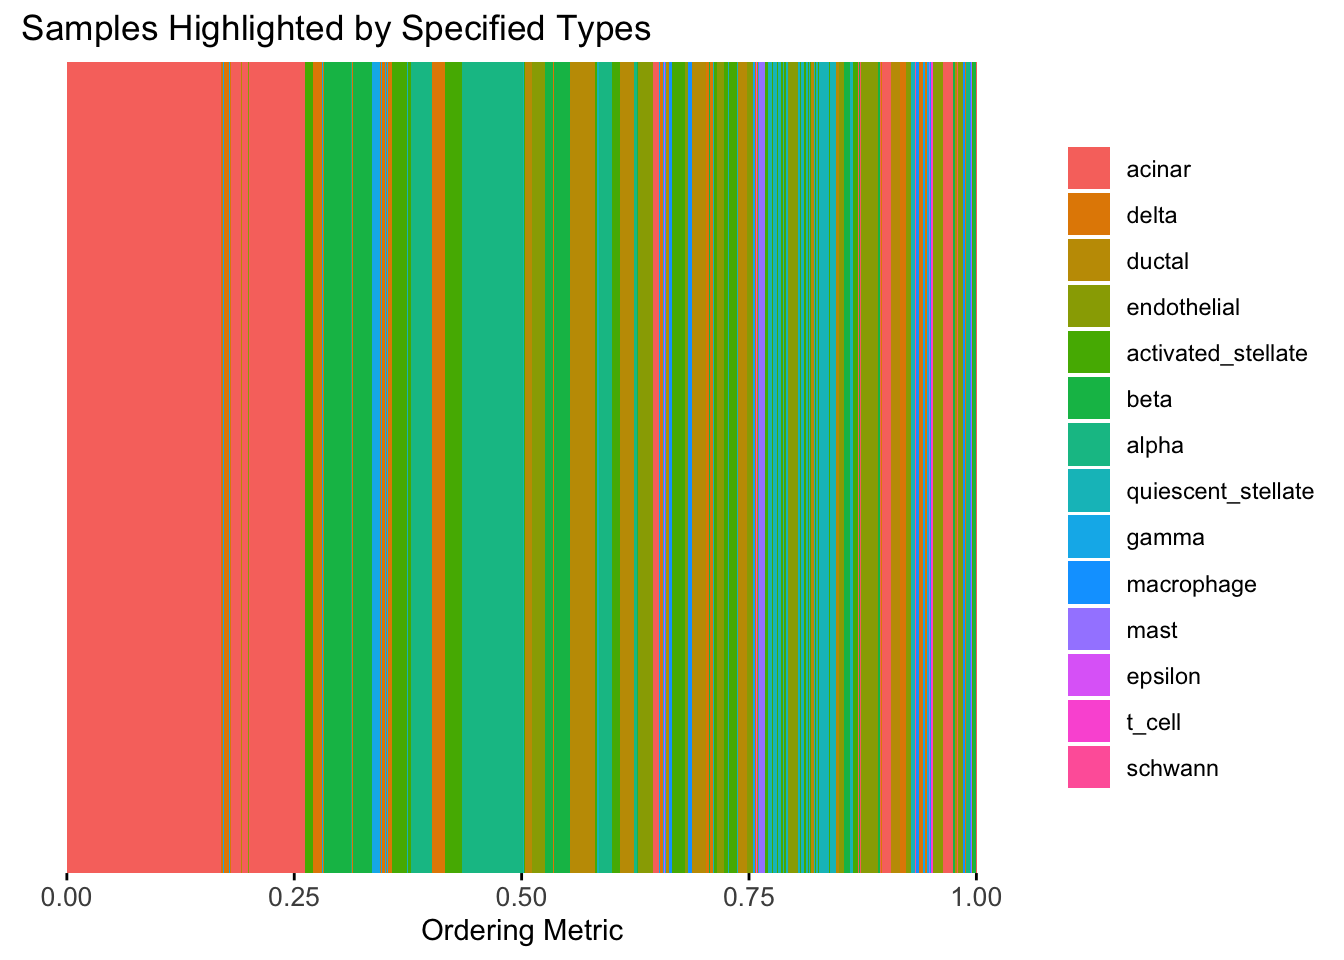 Samples Highlighted by Specified Types
acinar
delta
ductal
endothelial
activated_stellate
beta
alpha
quiescent_stellate
gamma
macrophage
mast
epsilon
t_cell
schwann
0.00 0.25 0.50 0.75 1.00
Ordering Metric